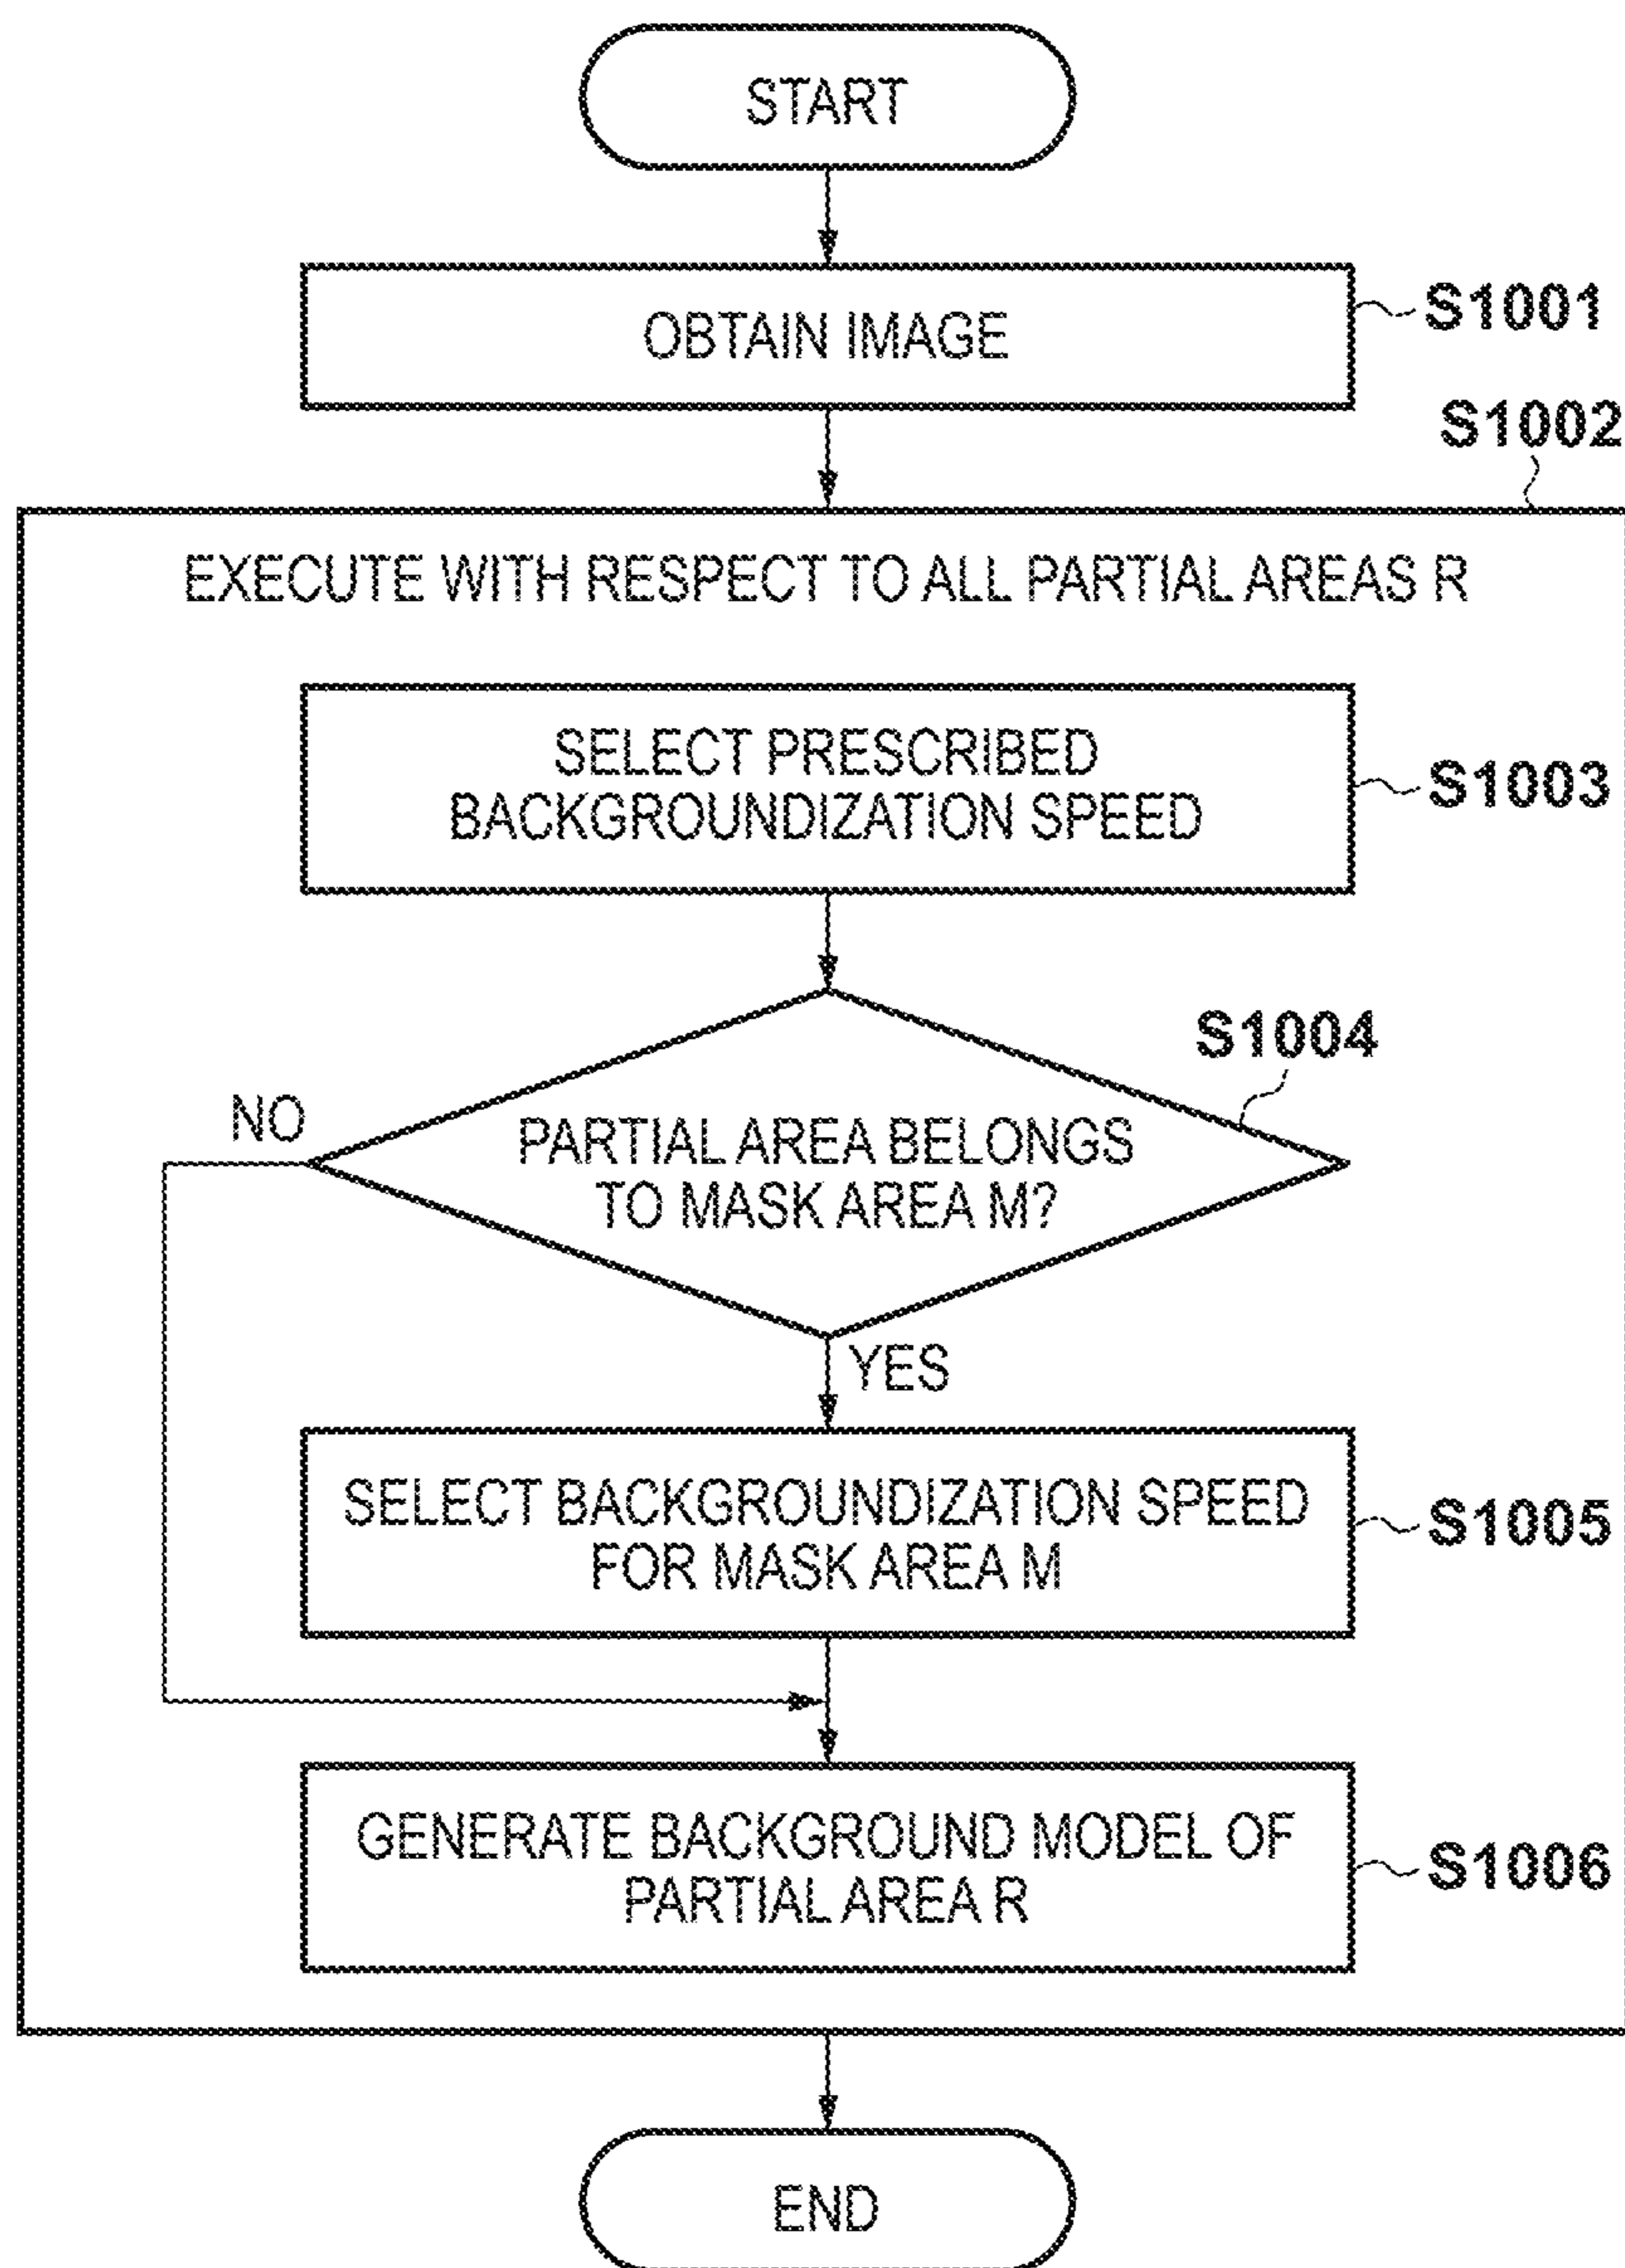 START
OBTAIN IMAGE
S1001
S1002
EXECUTE WITH RESPECT TO ALL PARTIAL AREAS R
SELECT PRESCRIBED
BACKGROUNDIZATION SPEED
S1003
S1004
NO
PARTIAL AREA BELONGS
TO MASK AREA M?
YES
SELECT BACKGROUNDIZATION SPEED
FOR MASK AREA M
S1005
GENERATE BACKGROUND MODEL OF
PARTIAL AREA R
S1006
END